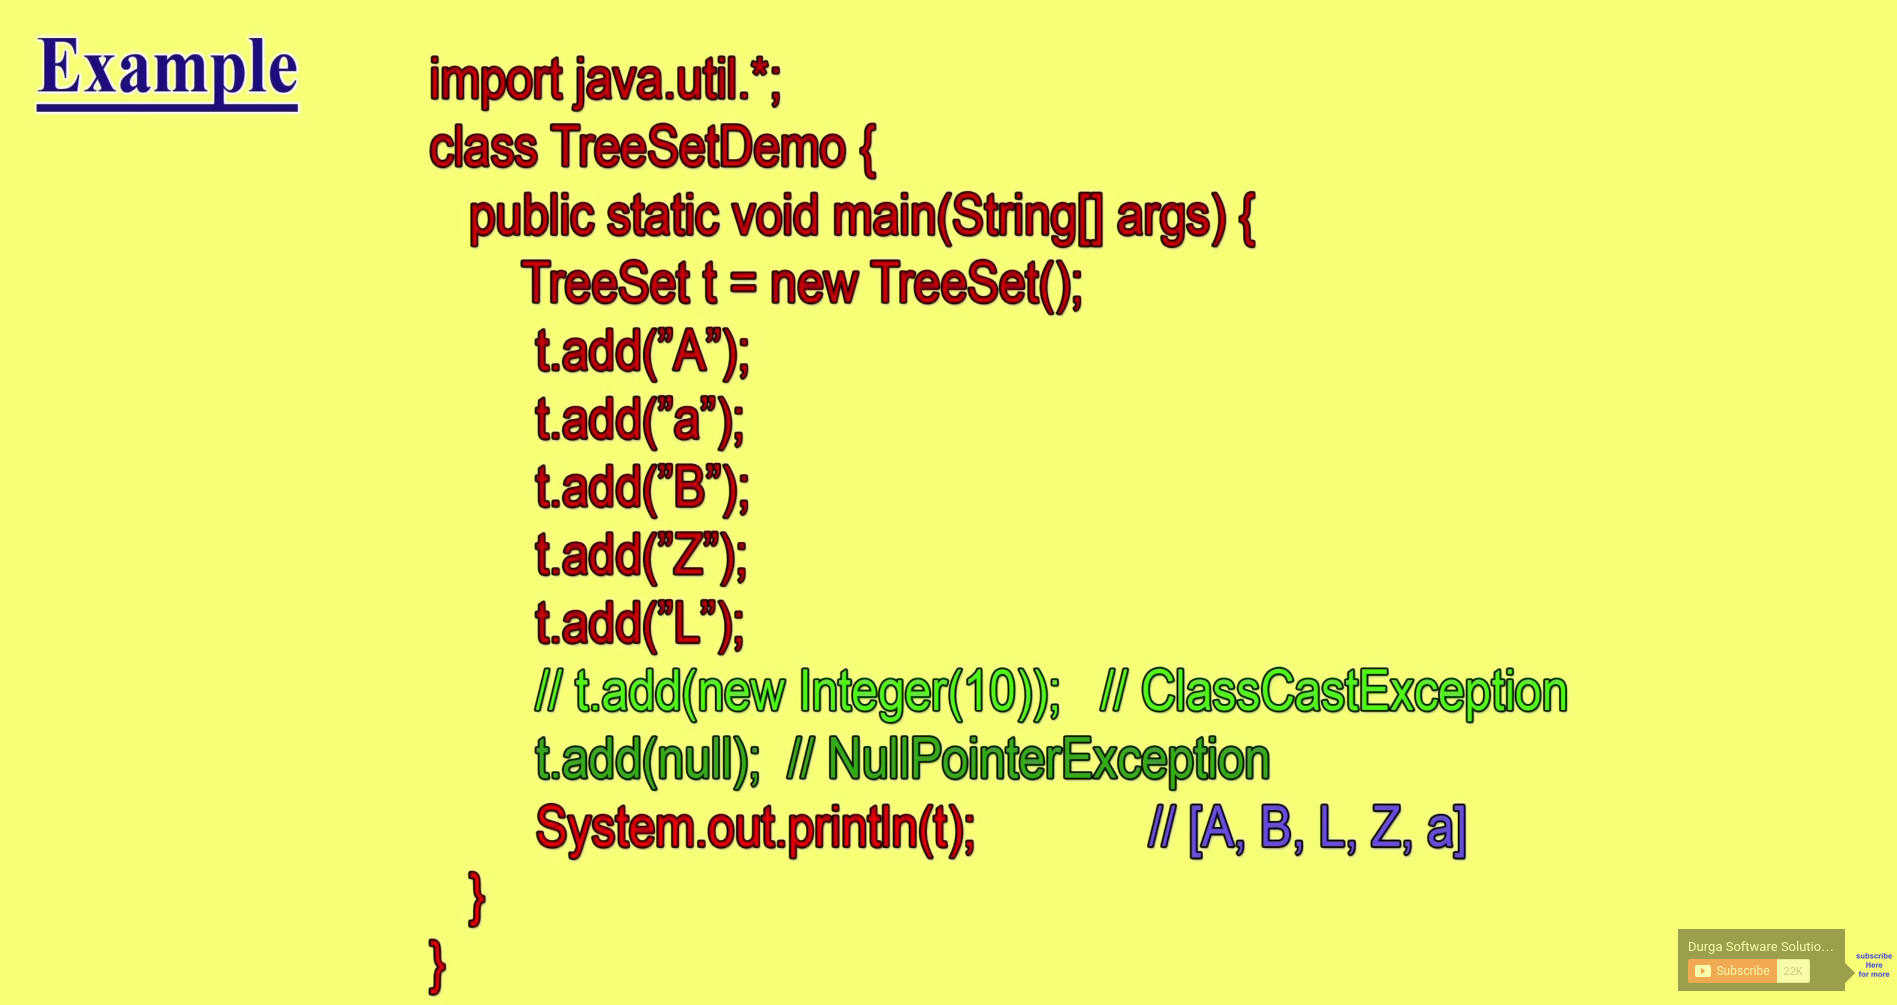 Example
import java.util.*;
class TreeSetDemo {
public static void main(String[] args) {
TreeSet t = new TreeSet();
t.add(”A”);
t.add(”a”);
t.add(”B”);
t.add(”Z”);
t.add(”L”);
// t.add(new Integer(10)); // ClassCastException
t.add(null); // NullPointerException
System.out.println(t); // [A, B, L, Z, a]
}
}
Durga Software Solutio...
Subscribe 22K
subscribe
Here
for more